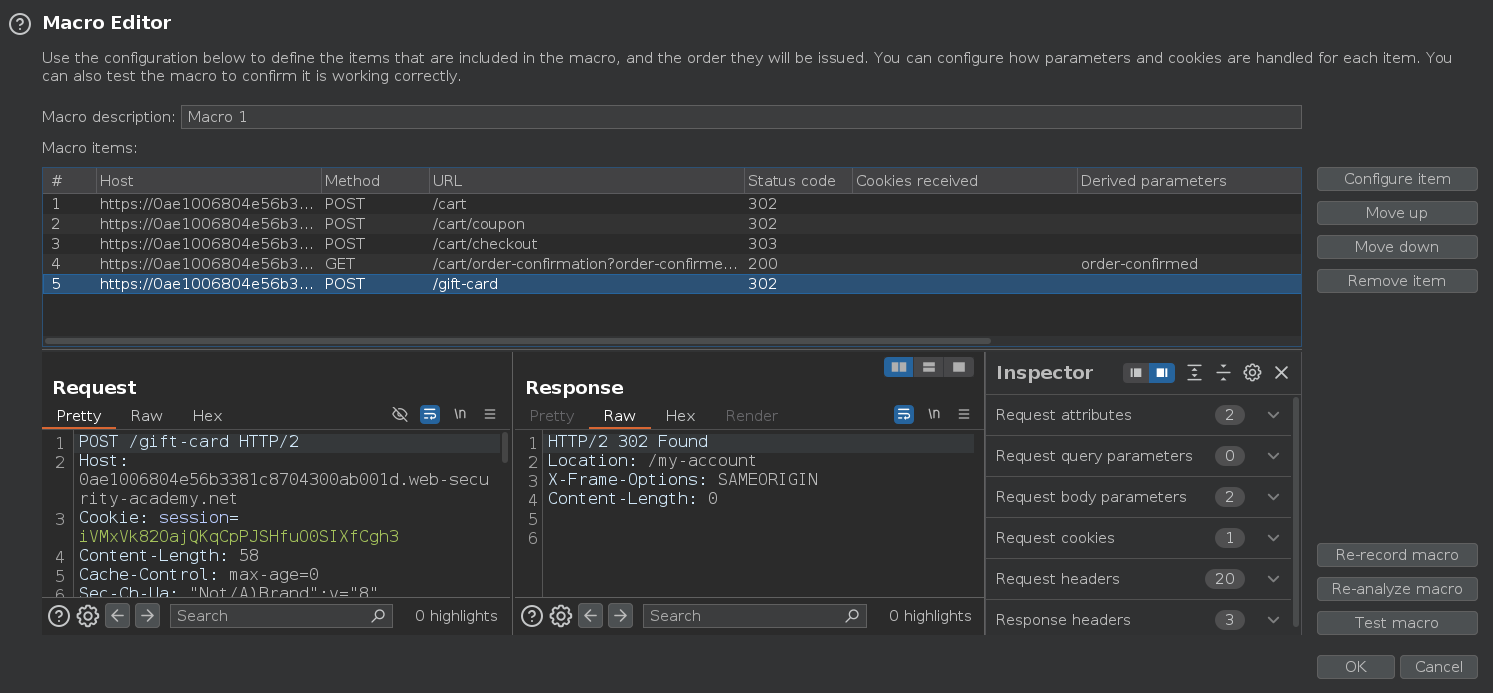 Macro Editor
Use the configuration below to define the items that are included in the macro, and the order they will be issued. You can configure how parameters and cookies are handled for each item. You
can also test the macro to confirm it is working correctly.
Macro description: Macro 1
Macro items:
# Host Method URL Status code Cookies received Derived parameters
1 https://0ae1006804e56b3... POST /cart 302
2 https://0ae1006804e56b3... POST /cart/coupon 302
3 https://0ae1006804e56b3... POST /cart/checkout 303
4 https://0ae1006804e56b3... GET /cart/order-confirmation?order-confirme... 200 order-confirmed
5 https://0ae1006804e56b3... POST /gift-card 302
Configure item
Move up
Move down
Remove item
Request
Pretty Raw Hex \n
1 POST /gift-card HTTP/2
2 Host:
0ae1006804e56b3381c8704300ab001d.web-secu
rity-academy.net
3 Cookie: session=
iVMxVk82OajQKqCpPJSHfuO0SIXfCgh3
4 Content-Length: 58
5 Cache-Control: max-age=0
6 Sec-Ch-Ua: "Not/A)Brand";v="8"
Search 0 highlights
Response
Pretty Raw Hex Render \n
1 HTTP/2 302 Found
2 Location: /my-account
3 X-Frame-Options: SAMEORIGIN
4 Content-Length: 0
5
6
Search 0 highlights
Inspector
Request attributes 2
Request query parameters 0
Request body parameters 2
Request cookies 1
Request headers 20
Response headers 3
Re-record macro
Re-analyze macro
Test macro
OK Cancel